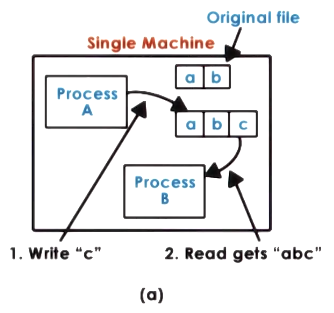 Original file
Single Machine
a b
Process
A
a b c
Process
B
1. Write “c”
2. Read gets “abc”
(a)